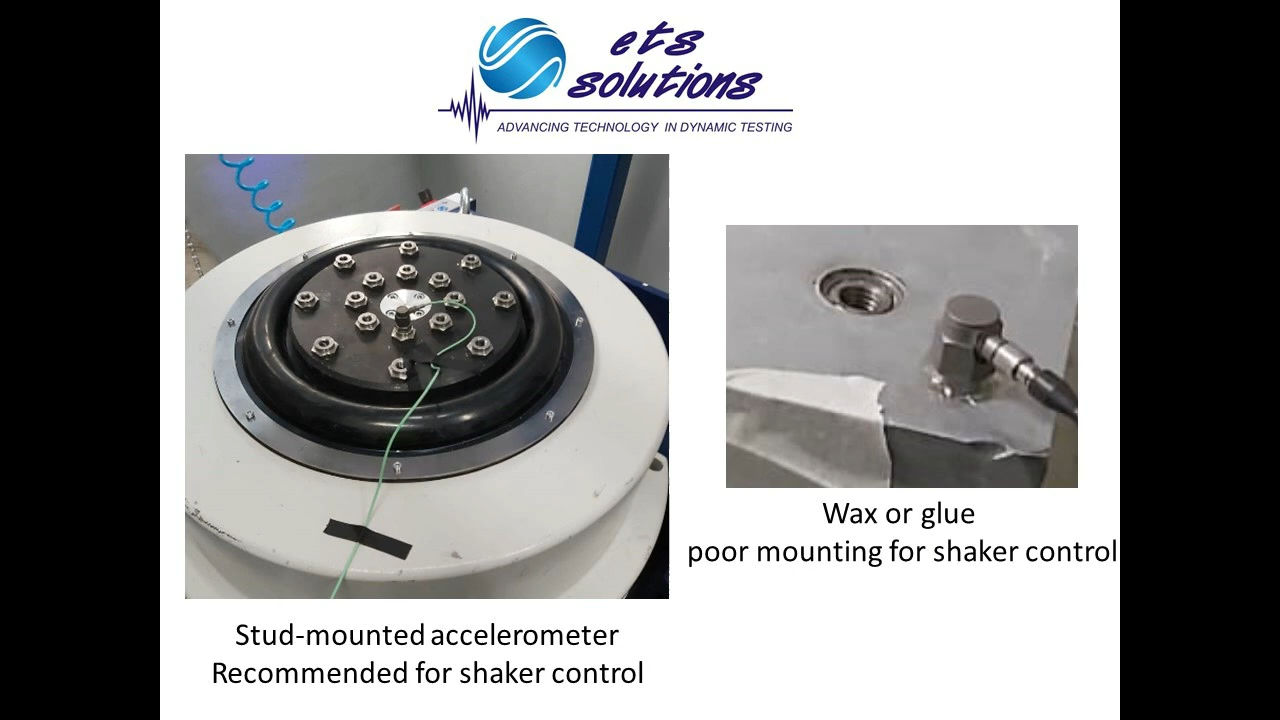 ets
solutions
ADVANCING TECHNOLOGY IN DYNAMIC TESTING
Wax or glue
poor mounting for shaker control
Stud-mounted accelerometer
Recommended for shaker control